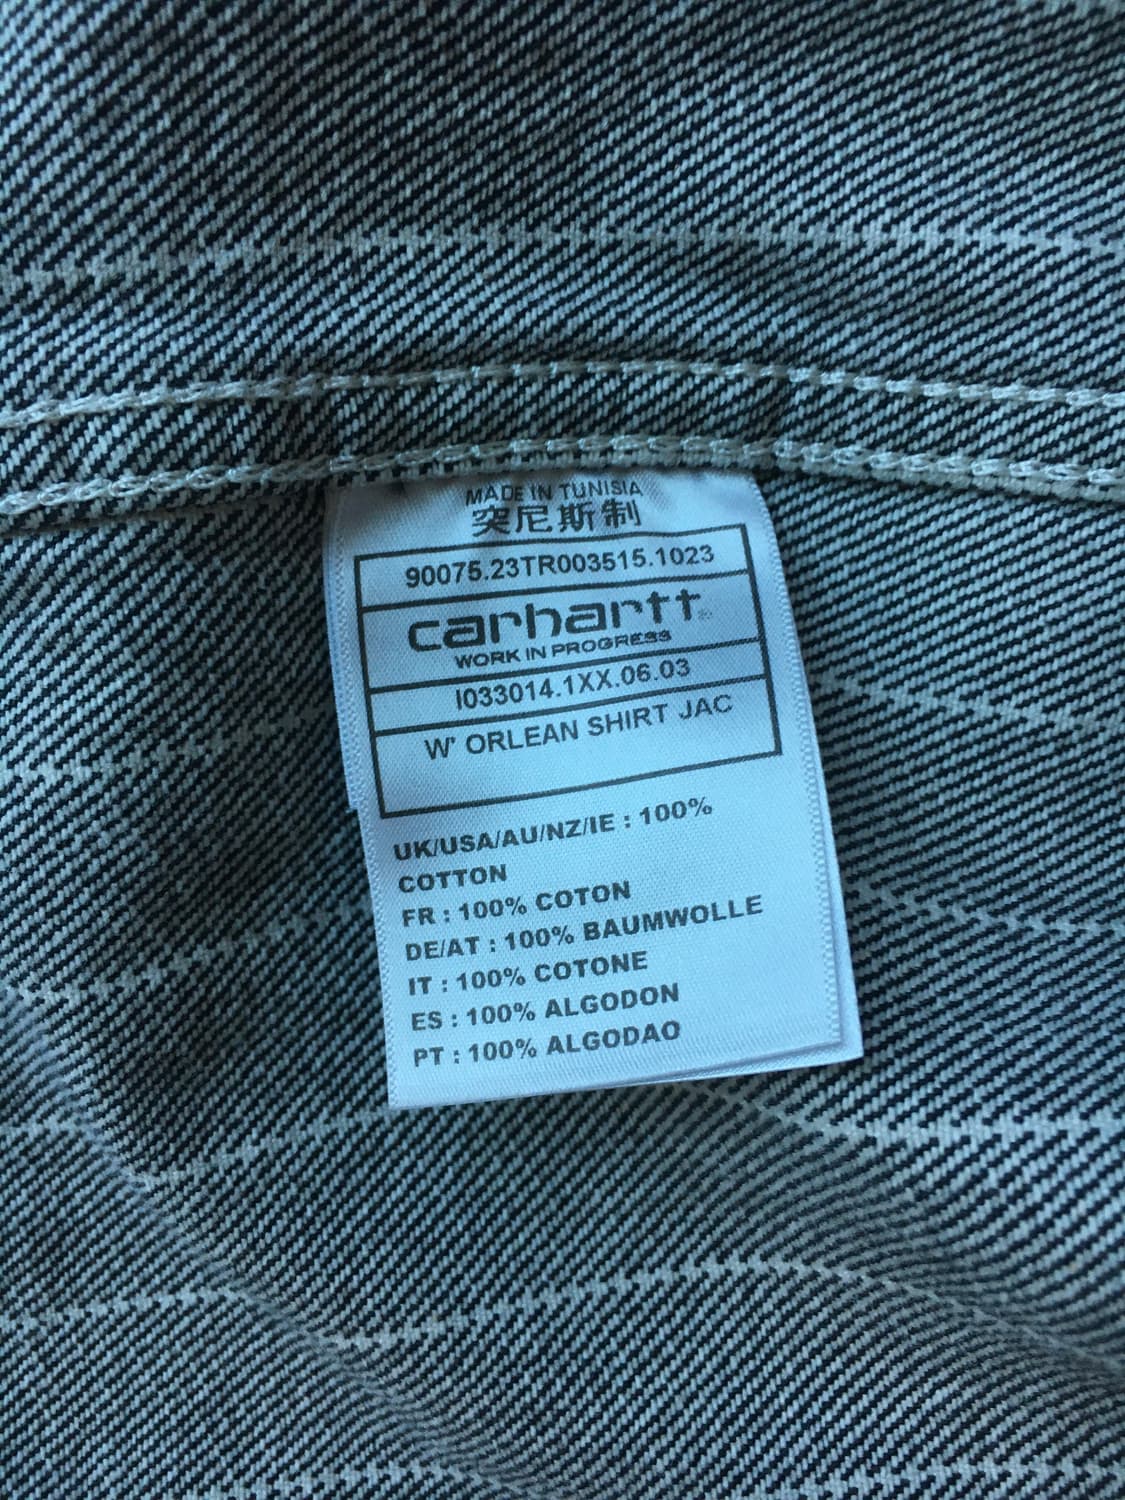 MADE IN TUNISIA
突尼斯制
90075.23TR003515.1023
carhartt®
WORK IN PROGRESS
I033014.1XX.06.03
W' ORLEAN SHIRT JAC
UK/USA/AU/NZ/IE : 100%
COTTON
FR : 100% COTON
DE/AT : 100% BAUMWOLLE
IT : 100% COTONE
ES : 100% ALGODON
PT : 100% ALGODAO